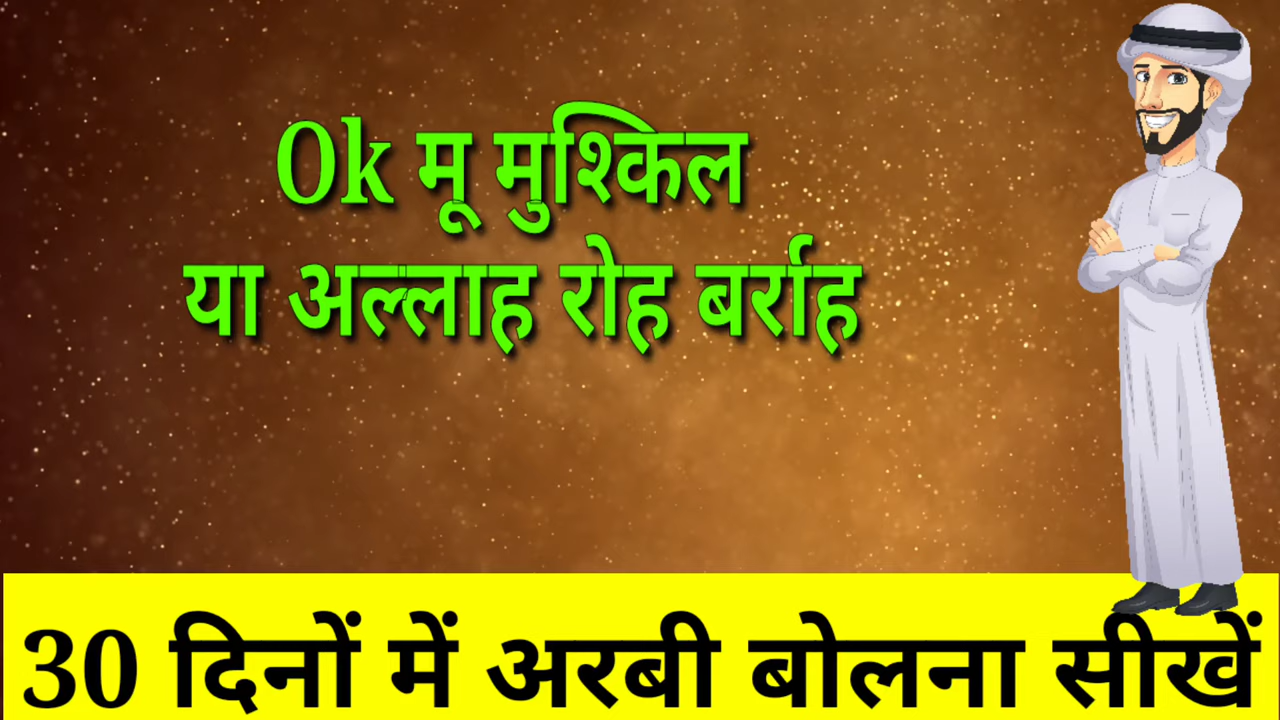 Ok मू मुश्किल
या अल्लाह रोह बर्राह
30 दिनों में अरबी बोलना सीखें